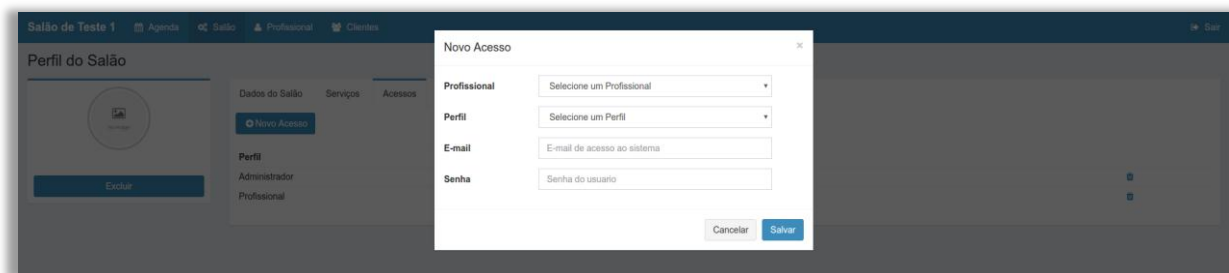 Salão de Teste 1 Agenda Salão Profissional Clientes Sair
Perfil do Salão
Novo Acesso ×
Dados do Salão Serviços Acessos
Novo Acesso
Perfil
Administrador
Profissional
Excluir
Profissional Selecione um Profissional
Perfil Selecione um Perfil
E-mail E-mail de acesso ao sistema
Senha Senha do usuario
Cancelar Salvar